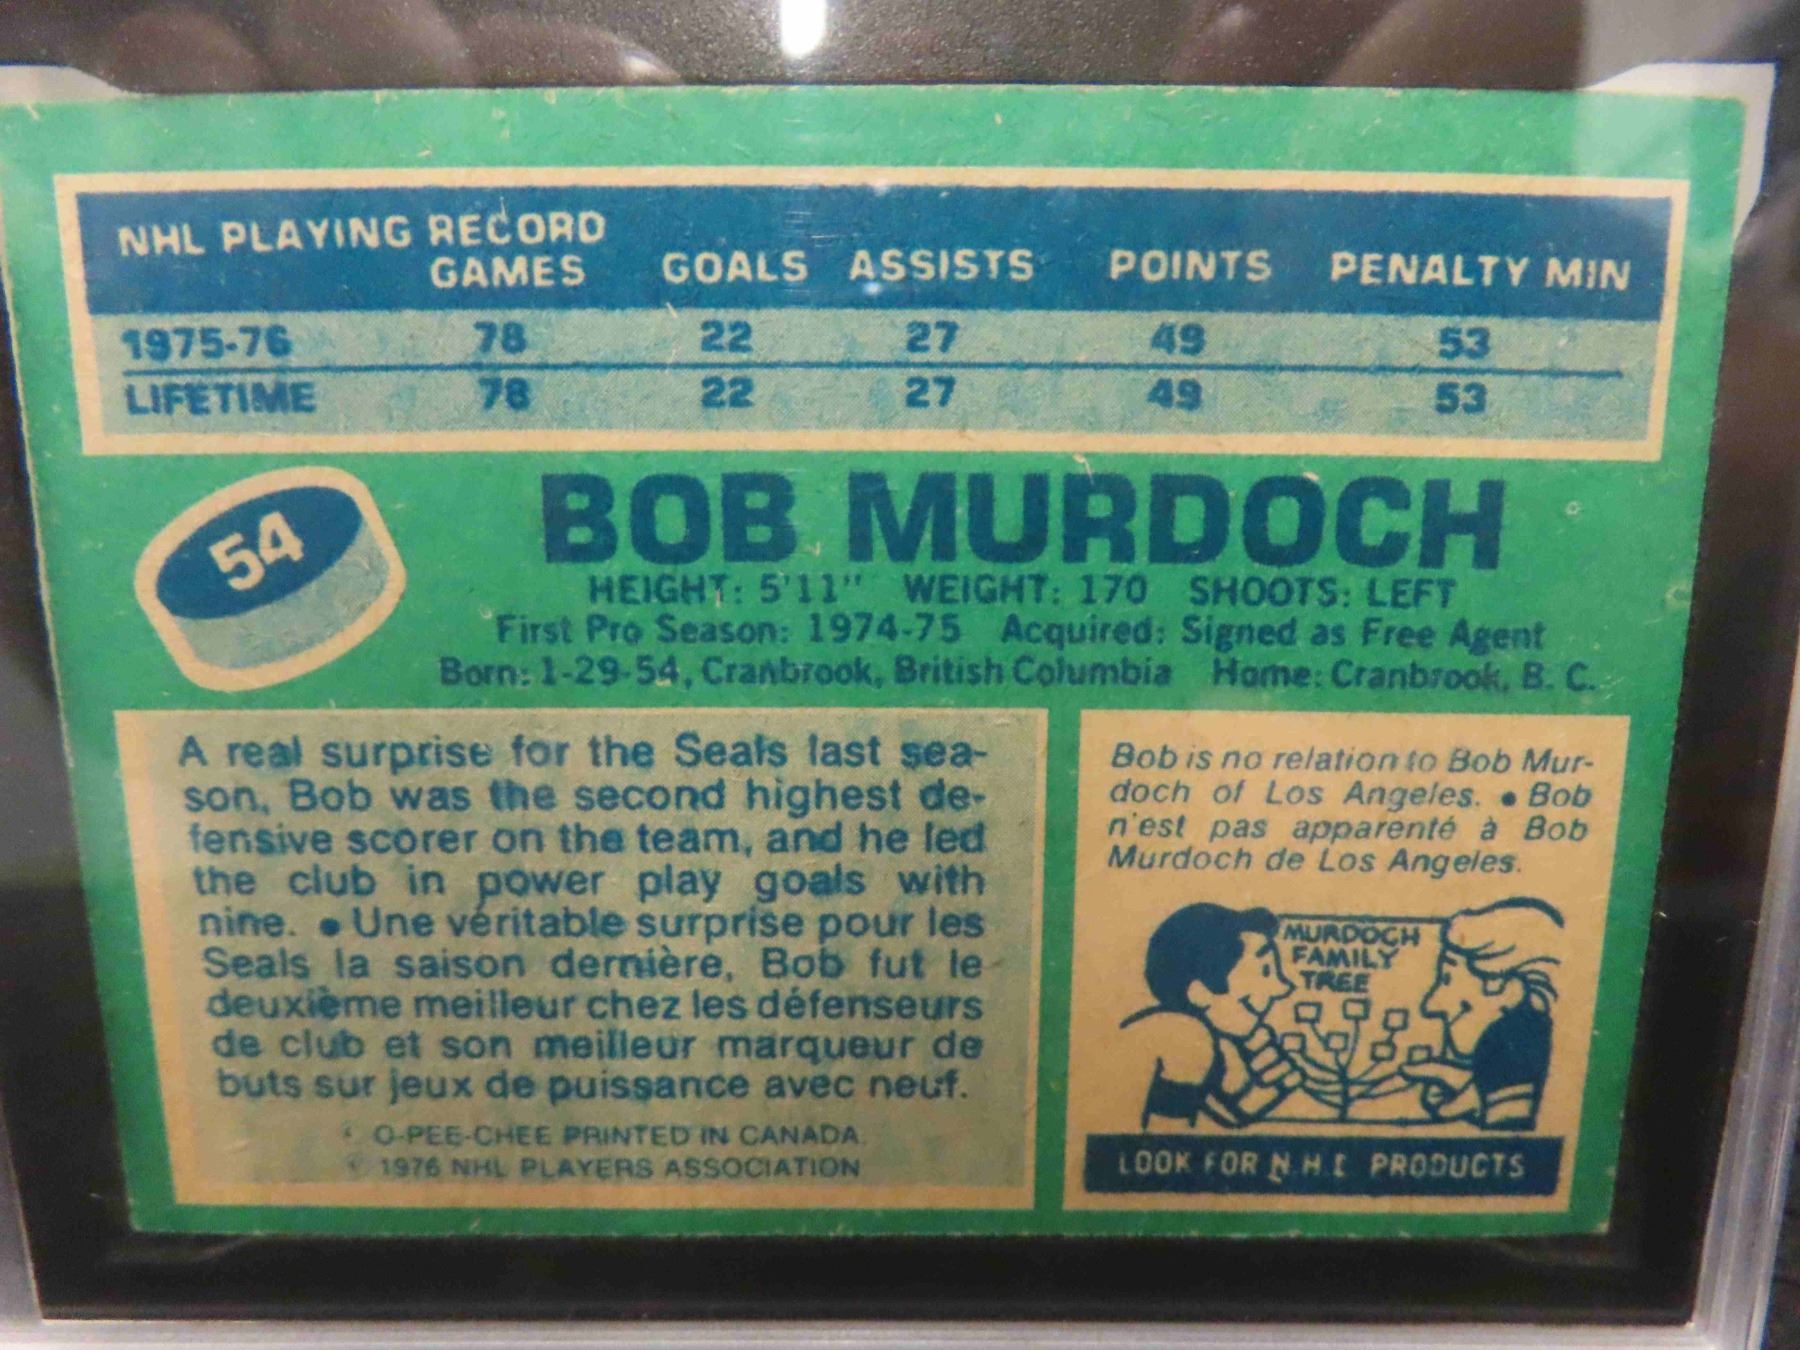 NHL PLAYING RECORD
GAMES GOALS ASSISTS POINTS PENALTY MIN
1975-76 78 22 27 49 53
LIFETIME 78 22 27 49 53
54
BOB MURDOCH
HEIGHT: 5'11" WEIGHT: 170 SHOOTS: LEFT
First Pro Season: 1974-75 Acquired: Signed as Free Agent
Born: 1-29-54, Cranbrook, British Columbia Home: Cranbrook, B. C.
A real surprise for the Seals last sea-
son, Bob was the second highest de-
fensive scorer on the team, and he led
the club in power play goals with
nine. • Une véritable surprise pour les
Seals la saison dernière, Bob fut le
deuxième meilleur chez les défenseurs
de club et son meilleur marqueur de
buts sur jeux de puissance avec neuf.
O-PEE-CHEE PRINTED IN CANADA
© 1976 NHL PLAYERS ASSOCIATION
Bob is no relation to Bob Mur-
doch of Los Angeles. • Bob
n'est pas apparenté à Bob
Murdoch de Los Angeles.
MURDOCH
FAMILY
TREE
LOOK FOR N.H.L PRODUCTS